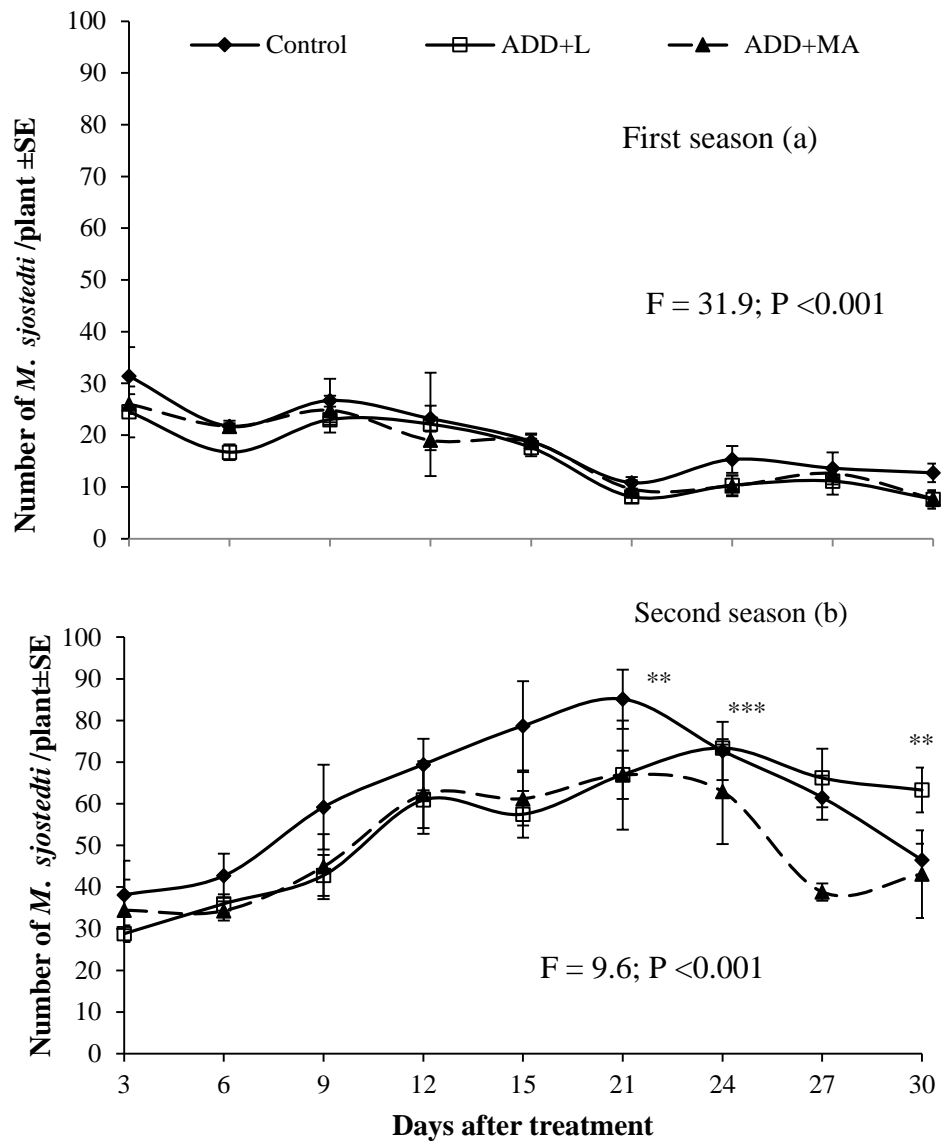 100
90
80
70
60
50
40
30
20
10
0
Number of M. sjostedti /plant ±SE
Control ADD+L ADD+MA
First season (a)
F = 31.9; P <0.001
Second season (b)
100
90
80
70
60
50
40
30
20
10
0
Number of M. sjostedti /plant±SE
**
***
**
F = 9.6; P <0.001
3 6 9 12 15 21 24 27 30
Days after treatment